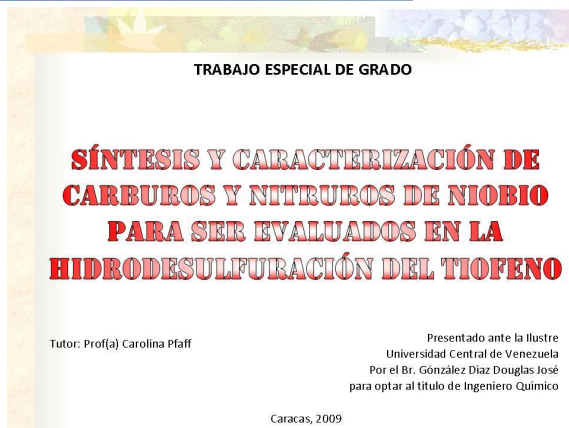 TRABAJO ESPECIAL DE GRADO
SÍNTESIS Y CARACTERIZACIÓN DE
CARBUROS Y NITRUROS DE NIOBIO
PARA SER EVALUADOS EN LA
HIDRODESULFURACIÓN DEL TIOFENO
Tutor: Prof(a) Carolina Pfaff
Presentado ante la Ilustre
Universidad Central de Venezuela
Por el Br. Gónzález Díaz Douglas José
para optar al título de Ingeniero Químico
Caracas, 2009